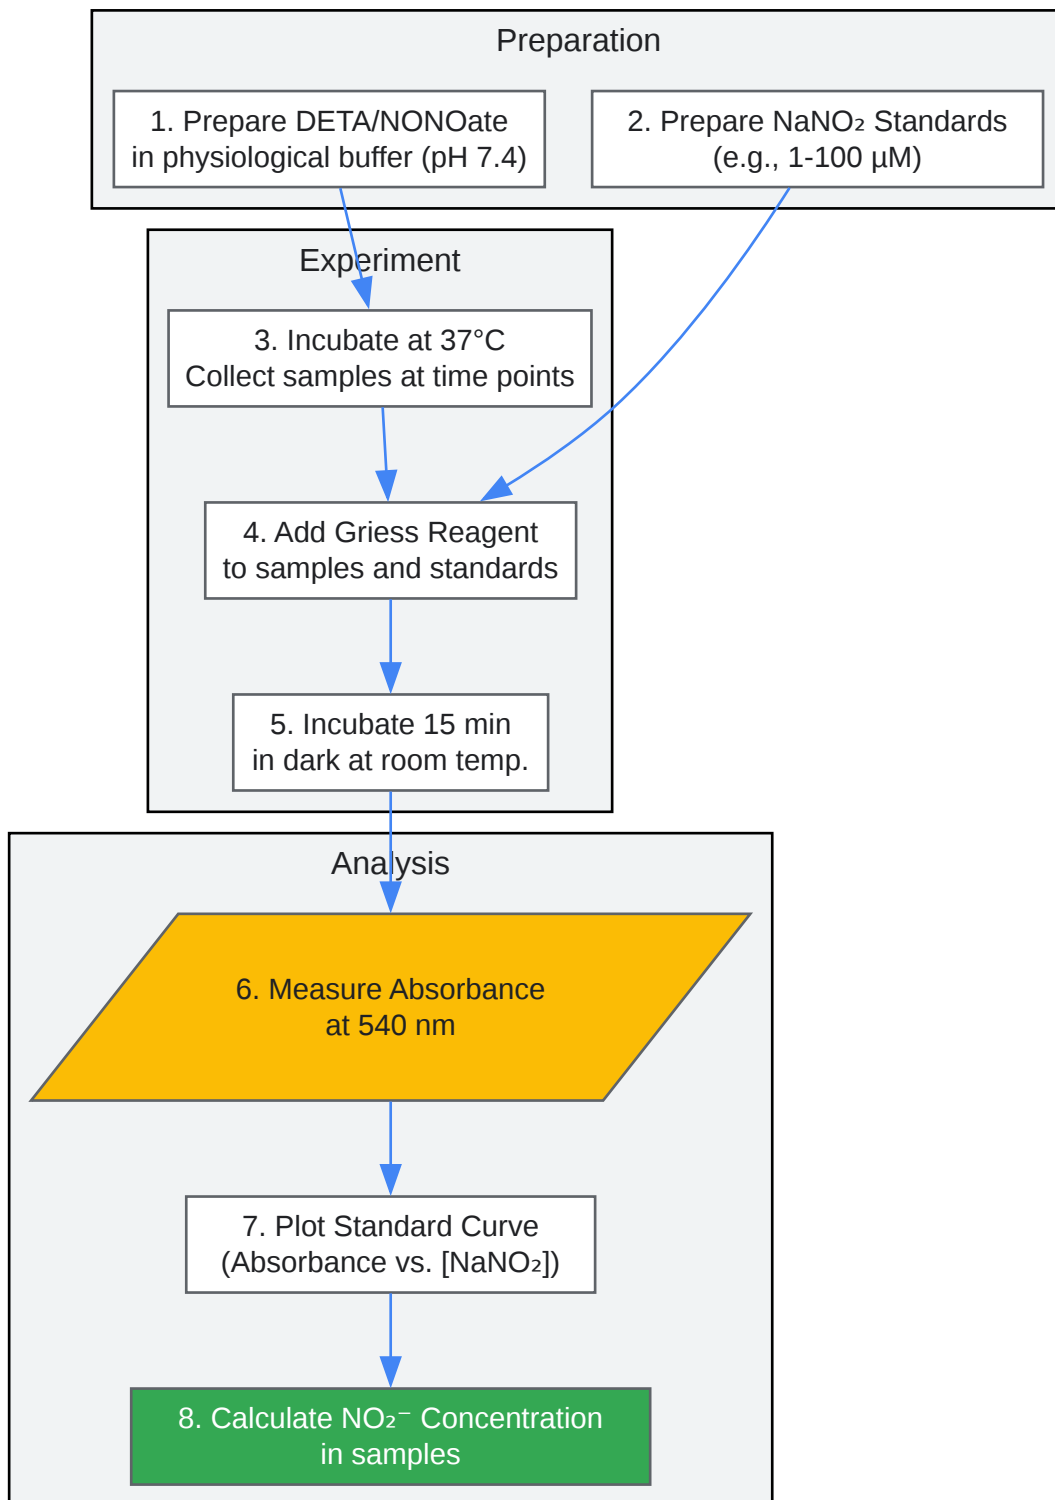 Preparation
1. Prepare DETA/NONOate
in physiological buffer (pH 7.4)
2. Prepare NaNO₂ Standards
(e.g., 1-100 µM)
Experiment
3. Incubate at 37°C
Collect samples at time points
4. Add Griess Reagent
to samples and standards
5. Incubate 15 min
in dark at room temp.
Analysis
6. Measure Absorbance
at 540 nm
7. Plot Standard Curve
(Absorbance vs. [NaNO₂])
8. Calculate NO₂⁻ Concentration
in samples